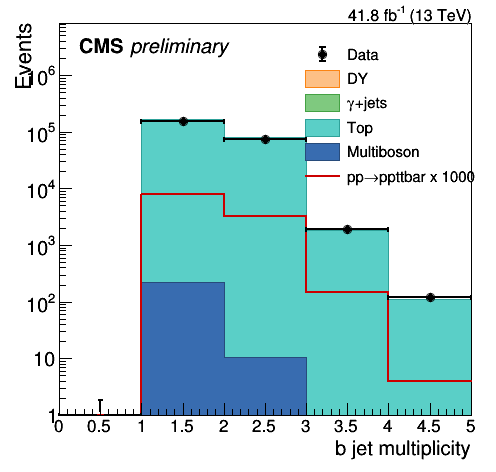 41.8 fb⁻¹ (13 TeV)
CMS preliminary
Events
Data
DY
γ+jets
Top
Multiboson
pp→ppttbar x 1000
10⁶
10⁵
10⁴
10³
10²
10
1
0 0.5 1 1.5 2 2.5 3 3.5 4 4.5 5
b jet multiplicity